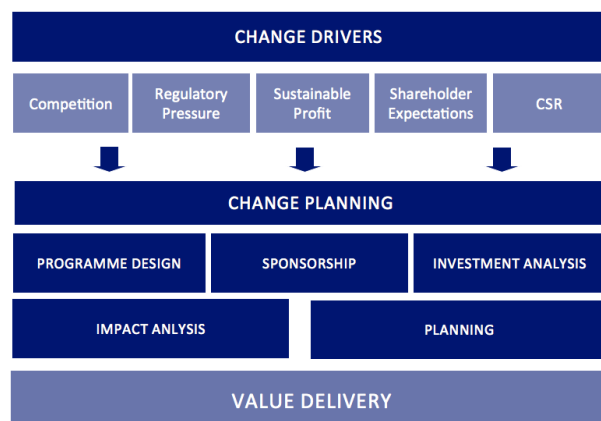 CHANGE DRIVERS
Competition
Regulatory
Pressure
Sustainable
Profit
Shareholder
Expectations
CSR
CHANGE PLANNING
PROGRAMME DESIGN
SPONSORSHIP
INVESTMENT ANALYSIS
IMPACT ANLYSIS
PLANNING
VALUE DELIVERY